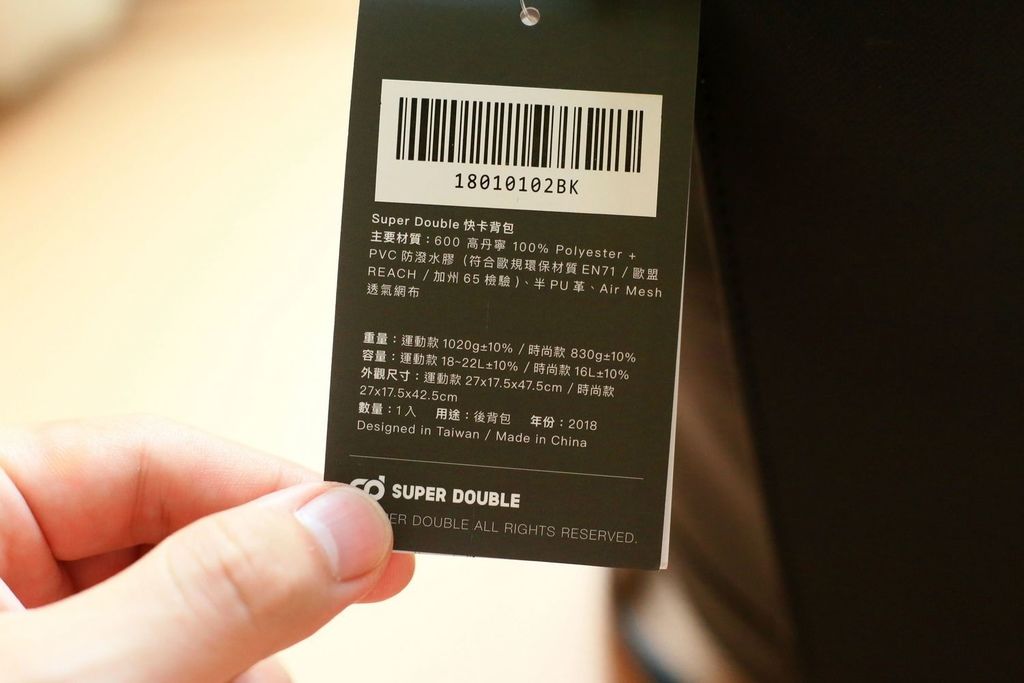 18010102BK
Super Double 快卡背包
主要材質：600 高丹寧 100% Polyester +
PVC 防潑水膠（符合歐規環保材質 EN71 / 歐盟
REACH / 加州 65 檢驗）、半 PU 革、Air Mesh
透氣網布
重量：運動款 1020g±10% / 時尚款 830g±10%
容量：運動款 18~22L±10% / 時尚款 16L±10%
外觀尺寸：運動款 27x17.5x47.5cm / 時尚款
27x17.5x42.5cm
數量：1入 用途：後背包 年份：2018
Designed in Taiwan / Made in China
SUPER DOUBLE
DOUBLE ALL RIGHTS RESERVED.